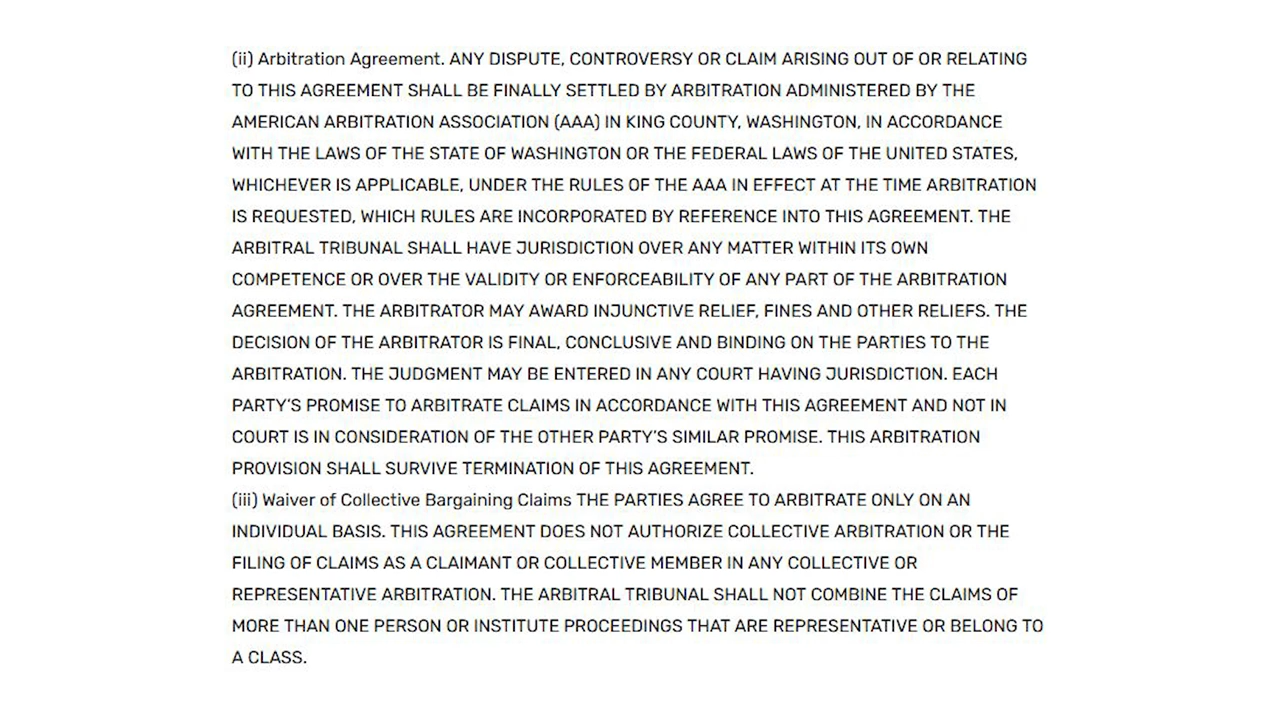 (ii) Arbitration Agreement. ANY DISPUTE, CONTROVERSY OR CLAIM ARISING OUT OF OR RELATING
TO THIS AGREEMENT SHALL BE FINALLY SETTLED BY ARBITRATION ADMINISTERED BY THE
AMERICAN ARBITRATION ASSOCIATION (AAA) IN KING COUNTY, WASHINGTON, IN ACCORDANCE
WITH THE LAWS OF THE STATE OF WASHINGTON OR THE FEDERAL LAWS OF THE UNITED STATES,
WHICHEVER IS APPLICABLE, UNDER THE RULES OF THE AAA IN EFFECT AT THE TIME ARBITRATION
IS REQUESTED, WHICH RULES ARE INCORPORATED BY REFERENCE INTO THIS AGREEMENT. THE
ARBITRAL TRIBUNAL SHALL HAVE JURISDICTION OVER ANY MATTER WITHIN ITS OWN
COMPETENCE OR OVER THE VALIDITY OR ENFORCEABILITY OF ANY PART OF THE ARBITRATION
AGREEMENT. THE ARBITRATOR MAY AWARD INJUNCTIVE RELIEF, FINES AND OTHER RELIEFS. THE
DECISION OF THE ARBITRATOR IS FINAL, CONCLUSIVE AND BINDING ON THE PARTIES TO THE
ARBITRATION. THE JUDGMENT MAY BE ENTERED IN ANY COURT HAVING JURISDICTION. EACH
PARTY'S PROMISE TO ARBITRATE CLAIMS IN ACCORDANCE WITH THIS AGREEMENT AND NOT IN
COURT IS IN CONSIDERATION OF THE OTHER PARTY'S SIMILAR PROMISE. THIS ARBITRATION
PROVISION SHALL SURVIVE TERMINATION OF THIS AGREEMENT.
(iii) Waiver of Collective Bargaining Claims THE PARTIES AGREE TO ARBITRATE ONLY ON AN
INDIVIDUAL BASIS. THIS AGREEMENT DOES NOT AUTHORIZE COLLECTIVE ARBITRATION OR THE
FILING OF CLAIMS AS A CLAIMANT OR COLLECTIVE MEMBER IN ANY COLLECTIVE OR
REPRESENTATIVE ARBITRATION. THE ARBITRAL TRIBUNAL SHALL NOT COMBINE THE CLAIMS OF
MORE THAN ONE PERSON OR INSTITUTE PROCEEDINGS THAT ARE REPRESENTATIVE OR BELONG TO
A CLASS.